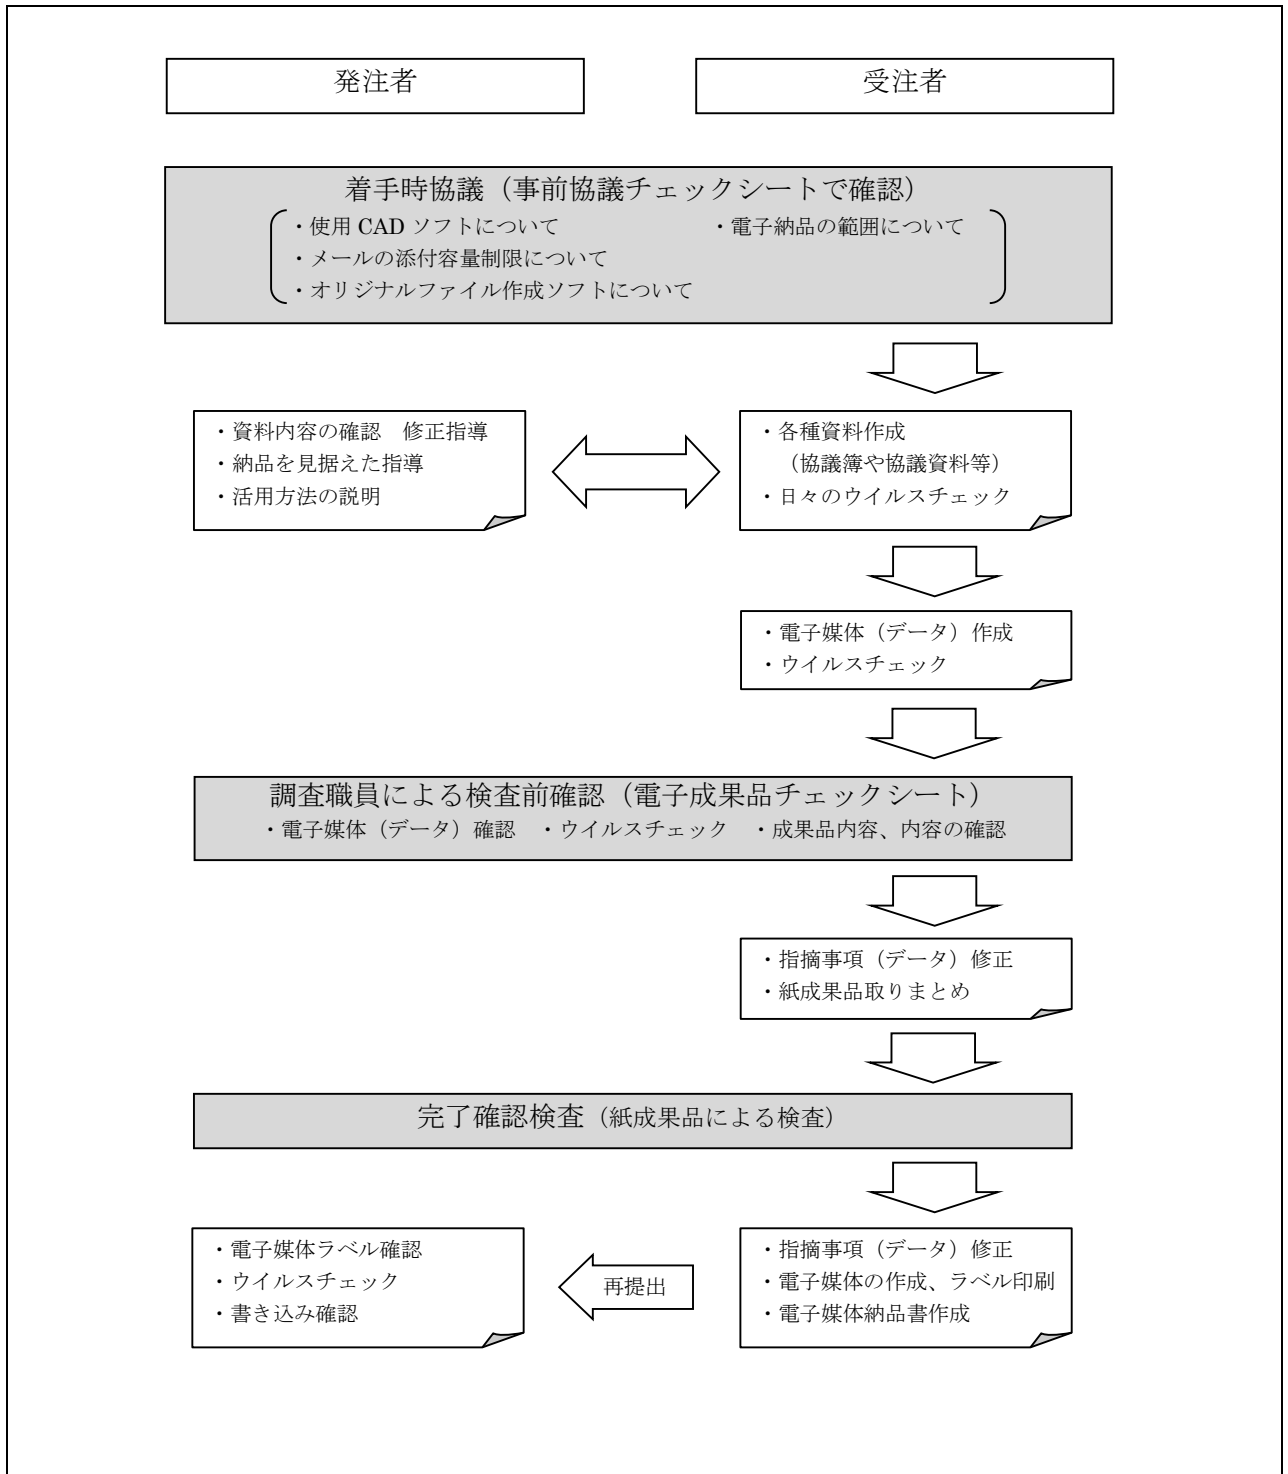 発注者
受注者
着手時協議（事前協議チェックシートで確認）
・使用 CAD ソフトについて ・電子納品の範囲について
・メールの添付容量制限について
・オリジナルファイル作成ソフトについて
・資料内容の確認　修正指導
・納品を見据えた指導
・活用方法の説明
・各種資料作成
（協議簿や協議資料等）
・日々のウイルスチェック
・電子媒体（データ）作成
・ウイルスチェック
調査職員による検査前確認（電子成果品チェックシート）
・電子媒体（データ）確認　・ウイルスチェック　・成果品内容、内容の確認
・指摘事項（データ）修正
・紙成果品取りまとめ
完了確認検査（紙成果品による検査）
・電子媒体ラベル確認
・ウイルスチェック
・書き込み確認
再提出
・指摘事項（データ）修正
・電子媒体の作成、ラベル印刷
・電子媒体納品書作成